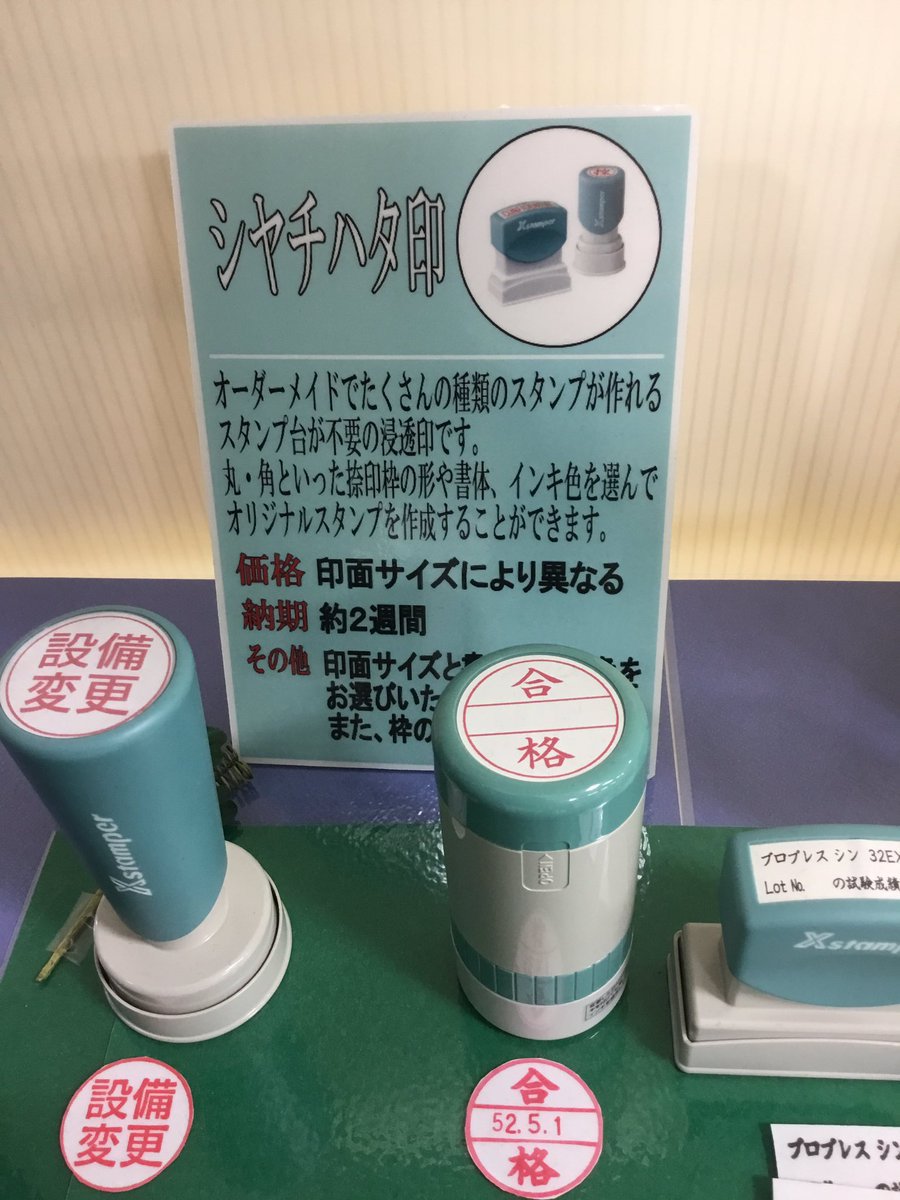 シヤチハタ印
Xstamper
Xstamper
オーダーメイドでたくさんの種類のスタンプが作れる
スタンプ台が不要の浸透印です。
丸・角といった捺印枠の形や書体、インキ色を選んで
オリジナルスタンプを作成することができます。
価格 印面サイズにより異なる
納期 約2週間
その他 印面サイズと
お選びいた
また、枠の
設備
変更
Xstamper
合
格
OPEN
プロプレス シン 32EX
Lot No. の試験成績
Xstamper
設備
変更
合
52.5.1
格
プロプレス シン